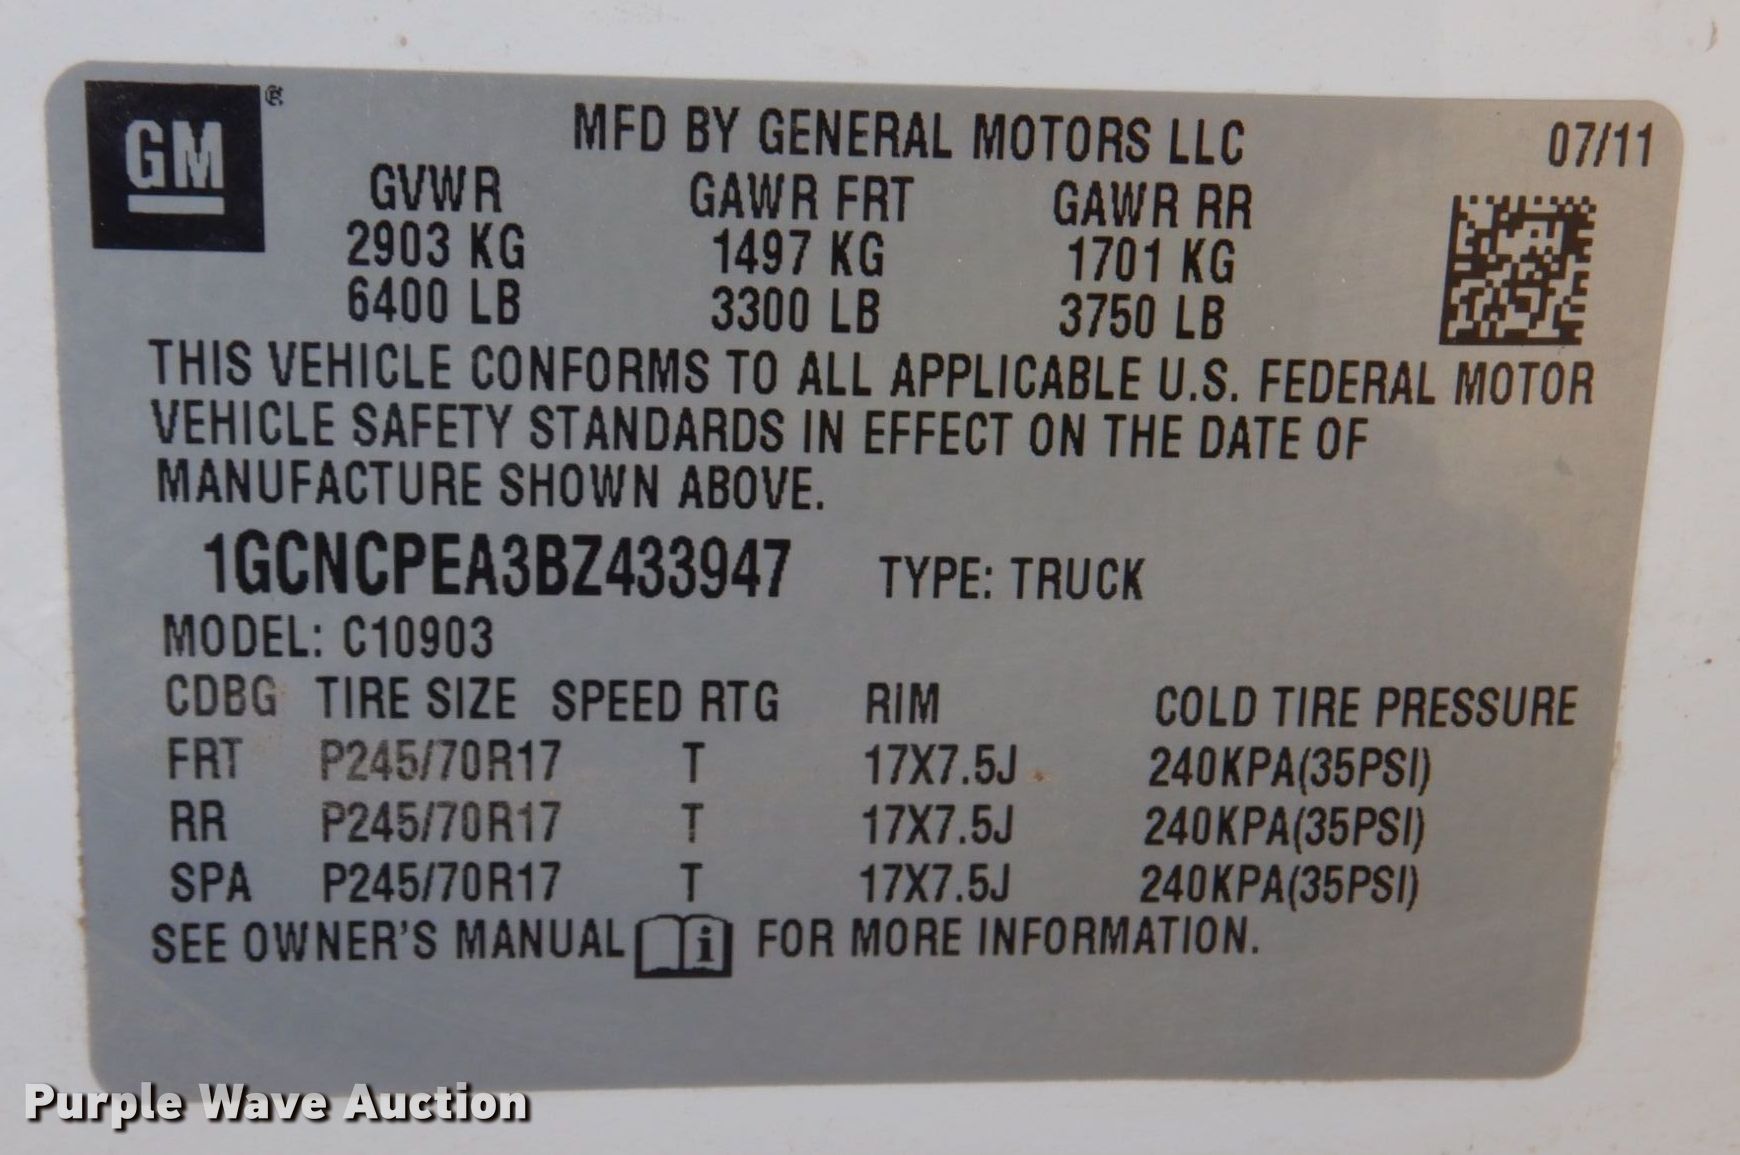 GM
MFD BY GENERAL MOTORS LLC 07/11
GVWR GAWR FRT GAWR RR
2903 KG 1497 KG 1701 KG
6400 LB 3300 LB 3750 LB
THIS VEHICLE CONFORMS TO ALL APPLICABLE U.S. FEDERAL MOTOR
VEHICLE SAFETY STANDARDS IN EFFECT ON THE DATE OF
MANUFACTURE SHOWN ABOVE.
1GCNCPEA3BZ433947 TYPE: TRUCK
MODEL: C10903
CDBG TIRE SIZE SPEED RTG RIM COLD TIRE PRESSURE
FRT P245/70R17 T 17X7.5J 240KPA(35PSI)
RR P245/70R17 T 17X7.5J 240KPA(35PSI)
SPA P245/70R17 T 17X7.5J 240KPA(35PSI)
SEE OWNER'S MANUAL i FOR MORE INFORMATION.
Purple Wave Auction